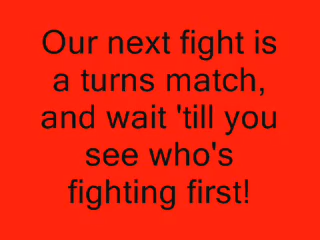 Our next fight is
a turns match,
and wait 'till you
see who's
fighting first!